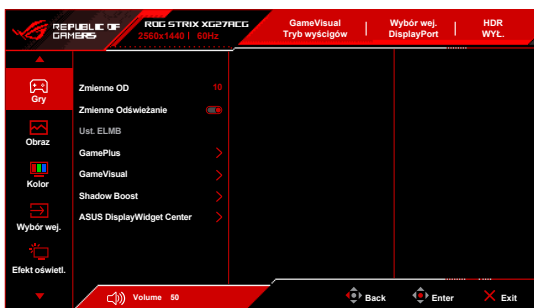 REPUBLIC OF
GAMERS
ROG STRIX XG27ACG
2560x1440 | 60Hz
GameVisual
Tryb wyścigów
Wybór wej.
DisplayPort
HDR
WYŁ.
Gry
Obraz
Kolor
Wybór wej.
Efekt oświetl.
Zmienne OD 10
Zmienne Odświeżanie
Ust. ELMB
GamePlus
GameVisual
Shadow Boost
ASUS DisplayWidget Center
Volume 50
Back
Enter
Exit